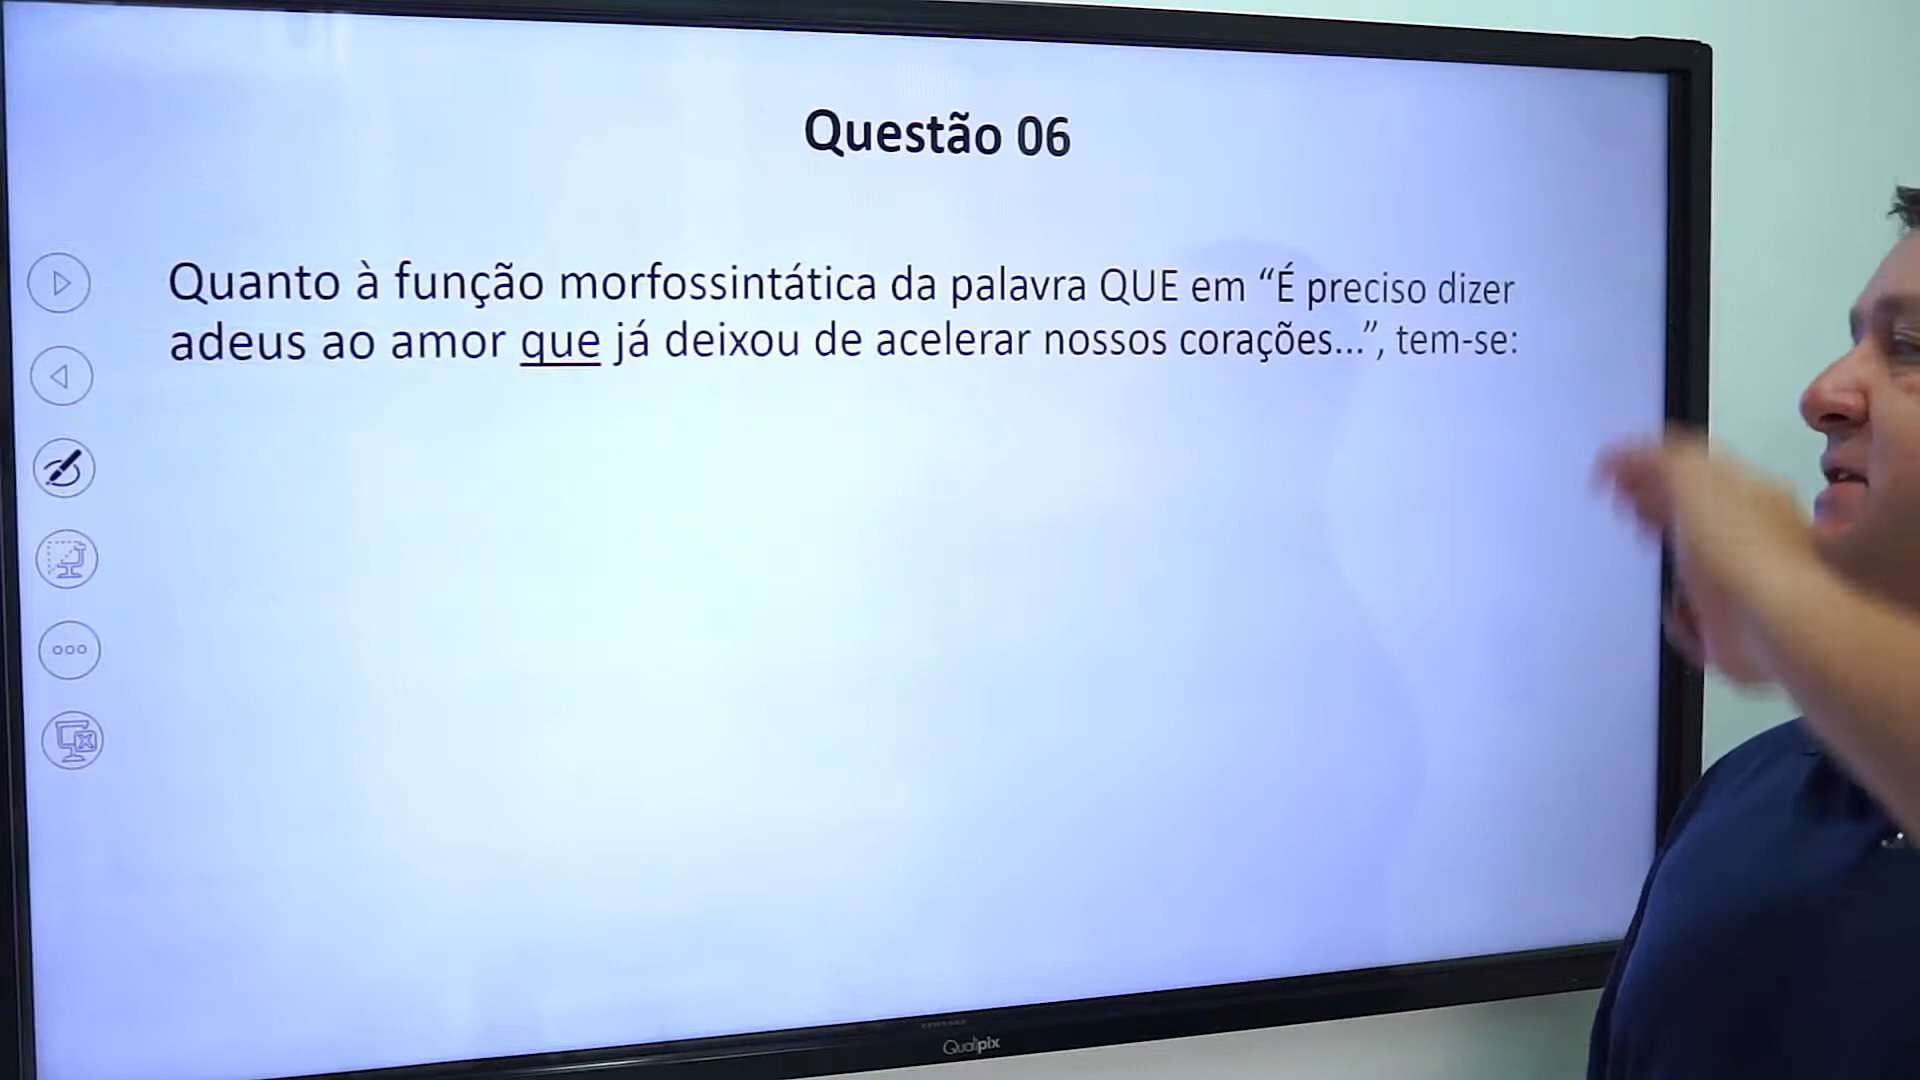 Questão 06
Quanto à função morfossintática da palavra QUE em “É preciso dizer
adeus ao amor que já deixou de acelerar nossos corações...”, tem-se:
Qualipix